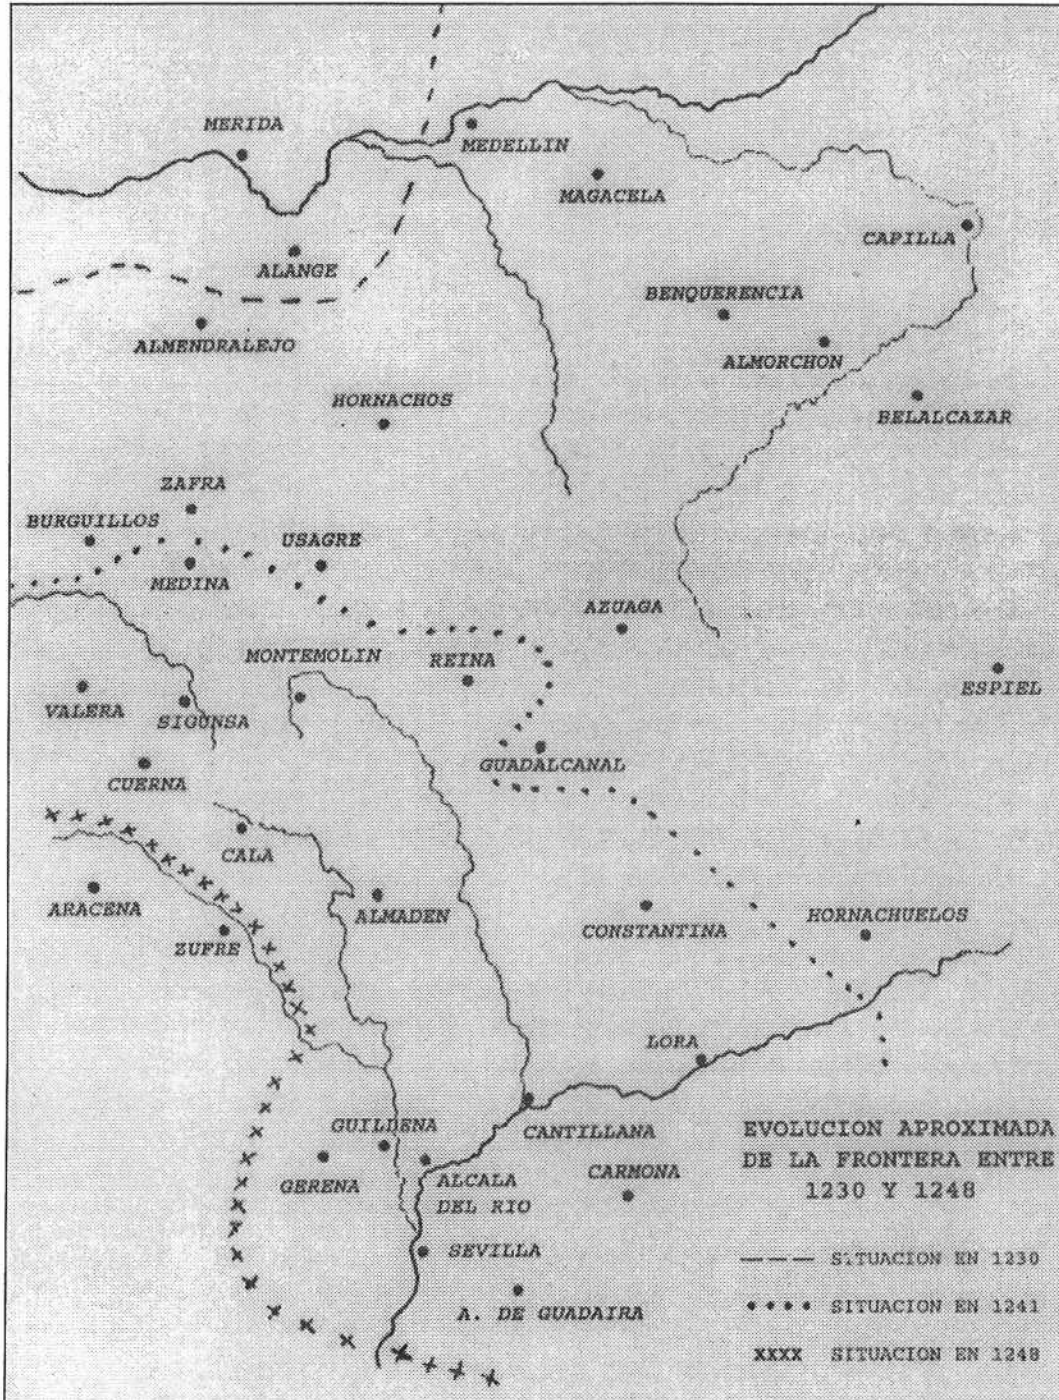 MERIDA
MEDELLIN
MAGACELA
CAPILLA
ALANGE
BENQUERENCIA
ALMENDRALEJO
ALMORCHON
HORNACHOS
BELALCAZAR
ZAFRA
BURGUILLOS
USAGRE
MEDINA
AZUAGA
MONTEMOLIN
REINA
ESPIEL
VALERA
SIGUNSA
GUADALCANAL
CUERNA
CALA
ARACENA
ALMADEN
HORNACHUELOS
CONSTANTINA
ZUFRE
LORA
GUILDENA
CANTILLANA
GERENA
ALCALA
DEL RIO
CARMONA
SEVILLA
A. DE GUADAIRA
EVOLUCION APROXIMADA
DE LA FRONTERA ENTRE
1230 Y 1248
SITUACION EN 1230
SITUACION EN 1241
XXXX SITUACION EN 1248